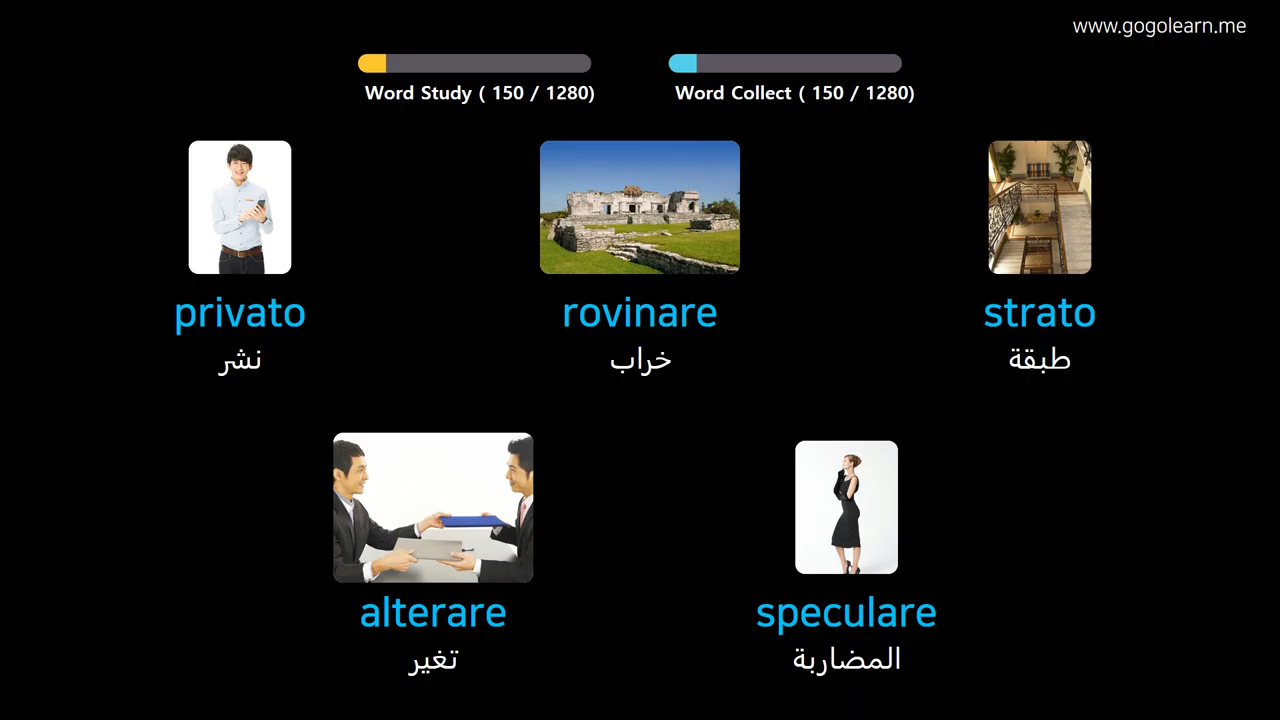 www.gogolearn.me
Word Study ( 150 / 1280)
Word Collect ( 150 / 1280)
privato
نشر
rovinare
خراب
strato
طبقة
alterare
تغير
speculare
المضاربة